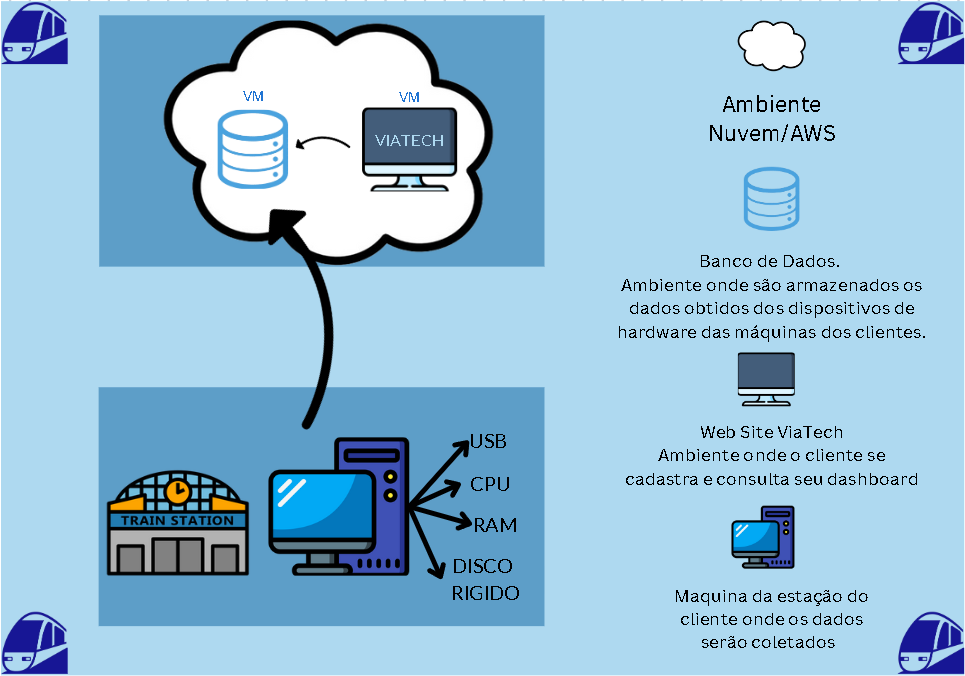 VM
VM
VIATECH
USB
CPU
RAM
DISCO
RIGIDO
TRAIN STATION
Ambiente
Nuvem/AWS
Banco de Dados.
Ambiente onde são armazenados os
dados obtidos dos dispositivos de
hardware das máquinas dos clientes.
Web Site ViaTech
Ambiente onde o cliente se
cadastra e consulta seu dashboard
Maquina da estação do
cliente onde os dados
serão coletados